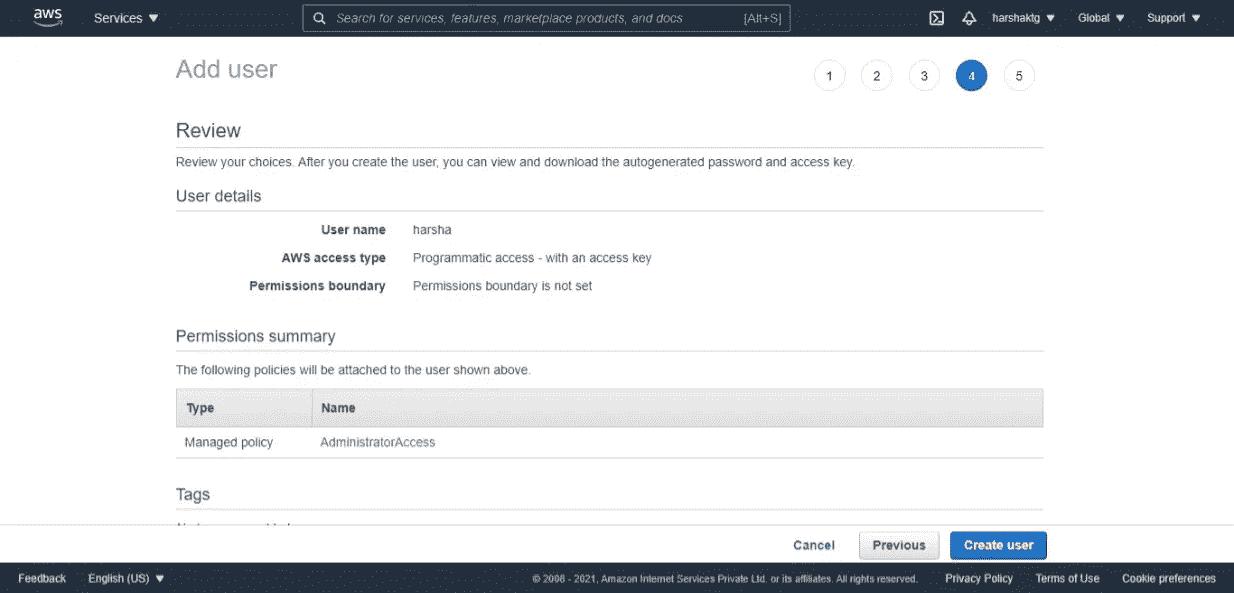 aws Services Search for services, features, marketplace products, and docs [Alt+S] harshaktg Global Support
Add user 1 2 3 4 5
Review
Review your choices. After you create the user, you can view and download the autogenerated password and access key.
User details
User name harsha
AWS access type Programmatic access - with an access key
Permissions boundary Permissions boundary is not set
Permissions summary
The following policies will be attached to the user shown above.
Type Name
Managed policy AdministratorAccess
Tags
Cancel Previous Create user
Feedback English (US) © 2008 - 2021, Amazon Internet Services Private Ltd. or its affiliates. All rights reserved. Privacy Policy Terms of Use Cookie preferences